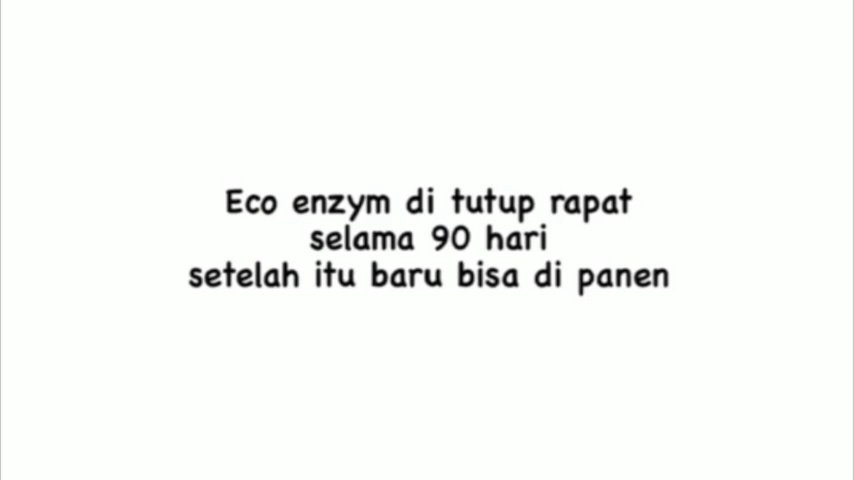 Eco enzym di tutup rapat
selama 90 hari
setelah itu baru bisa di panen